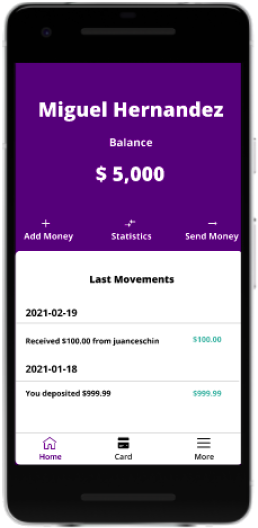 Miguel Hernandez
Balance
$ 5,000
Add Money Statistics Send Money
Last Movements
2021-02-19
Received $100.00 from juanceschin $100.00
2021-01-18
You deposited $999.99 $999.99
Home Card More